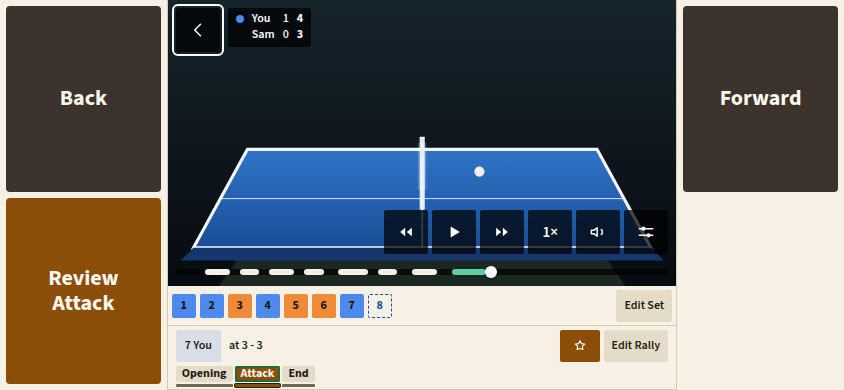 Back
Review
Attack
You 1 4
Sam 0 3
1×
1 2 3 4 5 6 7 8
Edit Set
7 You at 3 - 3
Edit Rally
Opening Attack End
Forward